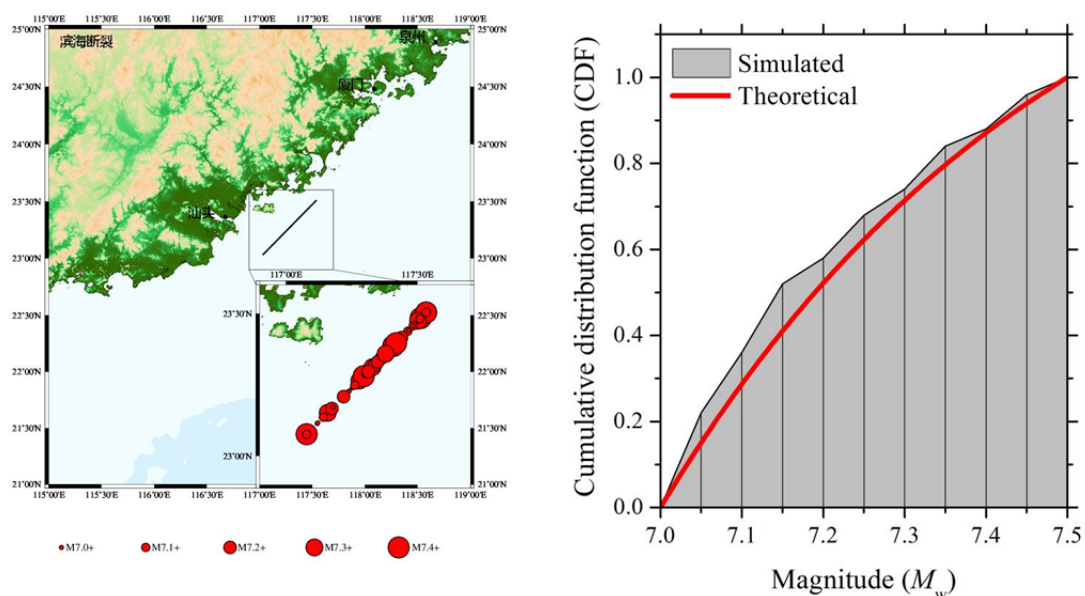 115°00'E 115°30'E 116°00'E 116°30'E 117°00'E 117°30'E 118°00'E 118°30'E 119°00'E
25°00'N 25°00'N
滨海断裂
泉州
24°30'N 24°30'N
厦门
24°00'N 24°00'N
23°30'N 23°30'N
汕头
23°00'N 23°00'N
117°00'E 117°30'E
22°30'N 22°30'N
23°30'N
22°00'N 22°00'N
21°30'N 21°30'N
23°00'N
21°00'N 21°00'N
115°00'E 115°30'E 116°00'E 116°30'E 117°00'E 117°30'E 118°00'E 118°30'E 119°00'E
M7.0+ M7.1+ M7.2+ M7.3+ M7.4+
Cumulative distribution function (CDF)
Simulated
Theoretical
1.0
0.8
0.6
0.4
0.2
0.0
7.0 7.1 7.2 7.3 7.4 7.5
Magnitude (Mw)